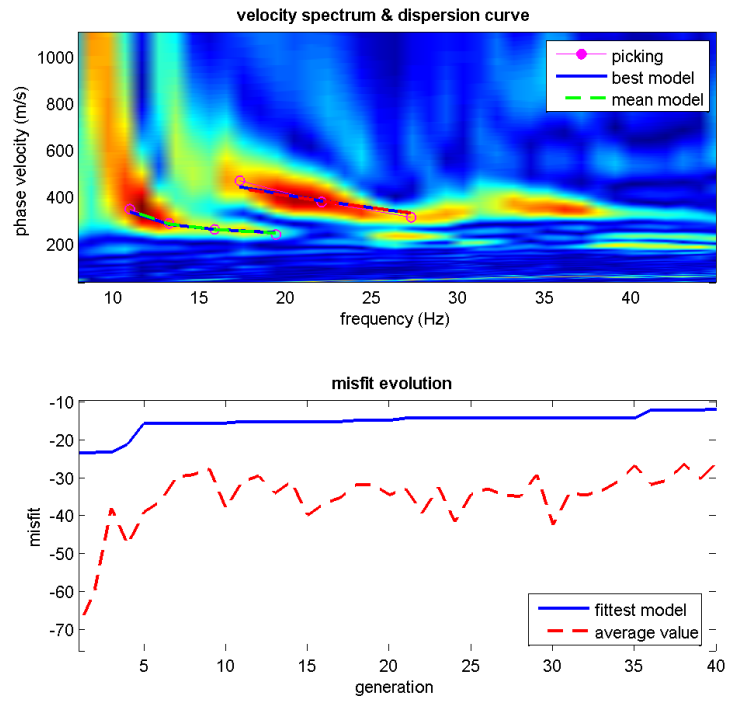 velocity spectrum & dispersion curve
phase velocity (m/s)
1000
800
600
400
200
picking
best model
mean model
10 15 20 25 30 35 40
frequency (Hz)
misfit evolution
misfit
-10
-20
-30
-40
-50
-60
-70
fittest model
average value
5 10 15 20 25 30 35 40
generation